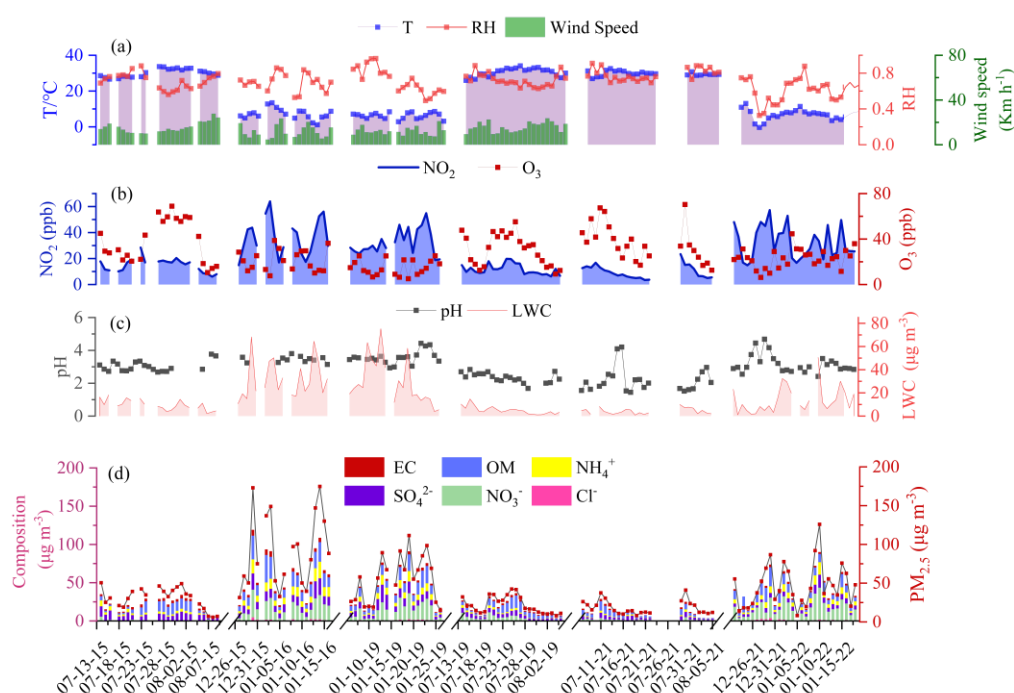 T RH Wind Speed
(a)
40 80
0.8
20 40
0.4
0
0.0 0
T/°C
RH
Wind speed
(Km h⁻¹)
NO₂ O₃
(b)
60 80
40
40
20
0 0
NO₂ (ppb)
O₃ (ppb)
pH LWC
(c)
6 80
60
4
40
2
20
0 0
pH
LWC (μg m⁻³)
(d)
EC OM NH₄⁺
SO₄²⁻ NO₃⁻ Cl⁻
200 200
150 150
100 100
50 50
0 0
Composition
(μg m⁻³)
PM₂.₅ (μg m⁻³)
07-13-15 07-18-15 07-23-15 07-28-15 08-02-15 08-07-15 12-26-15 12-31-15 01-05-16 01-10-16 01-15-16 01-10-19 01-15-19 01-20-19 01-25-19 07-13-19 07-18-19 07-23-19 07-28-19 08-02-19 07-11-21 07-16-21 07-21-21 07-26-21 07-31-21 08-05-21 12-26-21 12-31-21 01-05-22 01-10-22 01-15-22